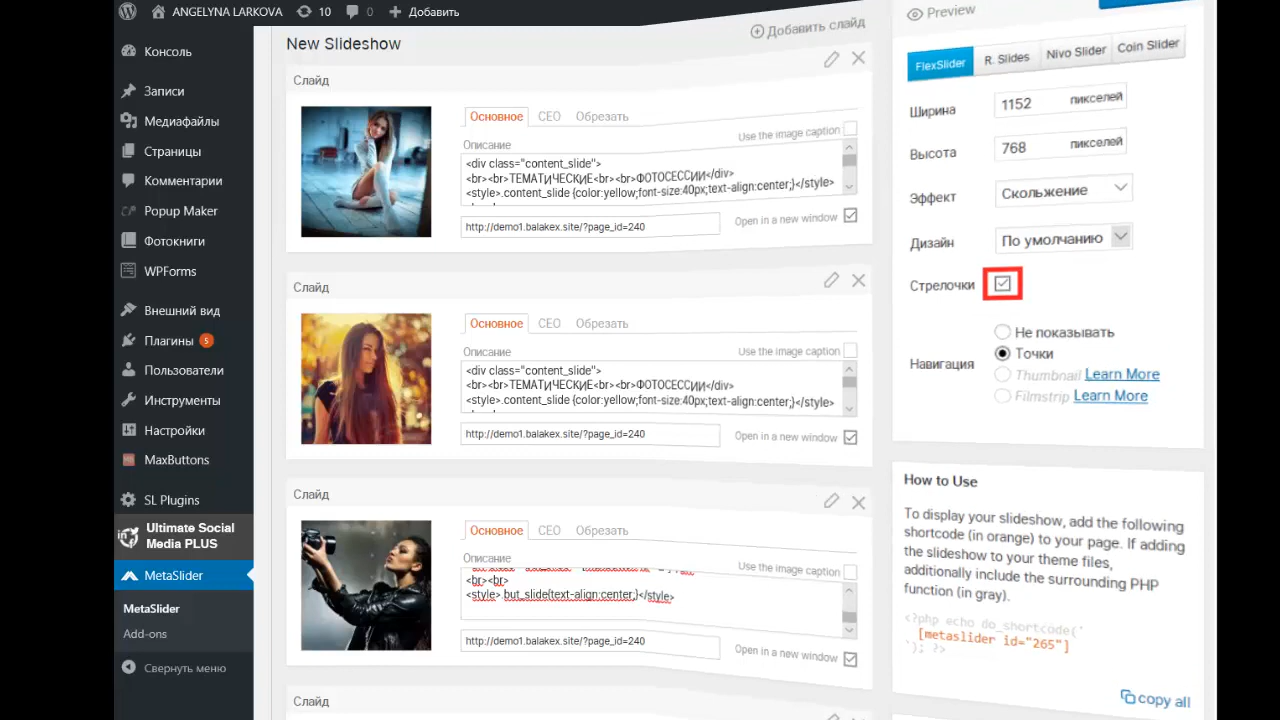 ANGELYNA LARKOVA
10
0
Добавить
Консоль
Записи
Медиафайлы
Страницы
Комментарии
Popup Maker
Фотокниги
WPForms
Внешний вид
Плагины 5
Пользователи
Инструменты
Настройки
MaxButtons
SL Plugins
Ultimate Social
Media PLUS
MetaSlider
MetaSlider
Add-ons
Свернуть меню
New Slideshow
Добавить слайд
Слайд
Основное
СЕО
Обрезать
Use the image caption
Описание
<div class="content_slide">
<br><br>ТЕМАТИЧЕСКИЕ<br><br>ФОТОСЕССИИ</div>
<style>.content_slide {color:yellow;font-size:40px;text-align:center;}</style>
http://demo1.balakex.site/?page_id=240
Open in a new window
Слайд
Основное
СЕО
Обрезать
Use the image caption
Описание
<div class="content_slide">
<br><br>ТЕМАТИЧЕСКИЕ<br><br>ФОТОСЕССИИ</div>
<style>.content_slide {color:yellow;font-size:40px;text-align:center;}</style>
http://demo1.balakex.site/?page_id=240
Open in a new window
Слайд
Основное
СЕО
Обрезать
Use the image caption
Описание
<br><br>
<style>.but_slide{text-align:center;}</style>
http://demo1.balakex.site/?page_id=240
Open in a new window
Слайд
Preview
FlexSlider
R. Slides
Nivo Slider
Coin Slider
Ширина
1152 пикселей
Высота
768 пикселей
Эффект
Скольжение
Дизайн
По умолчанию
Стрелочки
Навигация
Не показывать
Точки
Thumbnail Learn More
Filmstrip Learn More
How to Use
To display your slideshow, add the following
shortcode (in orange) to your page. If adding
the slideshow to your theme files,
additionally include the surrounding PHP
function (in gray).
<?php echo do_shortcode('
[metaslider id="265"]
'); ?>
copy all